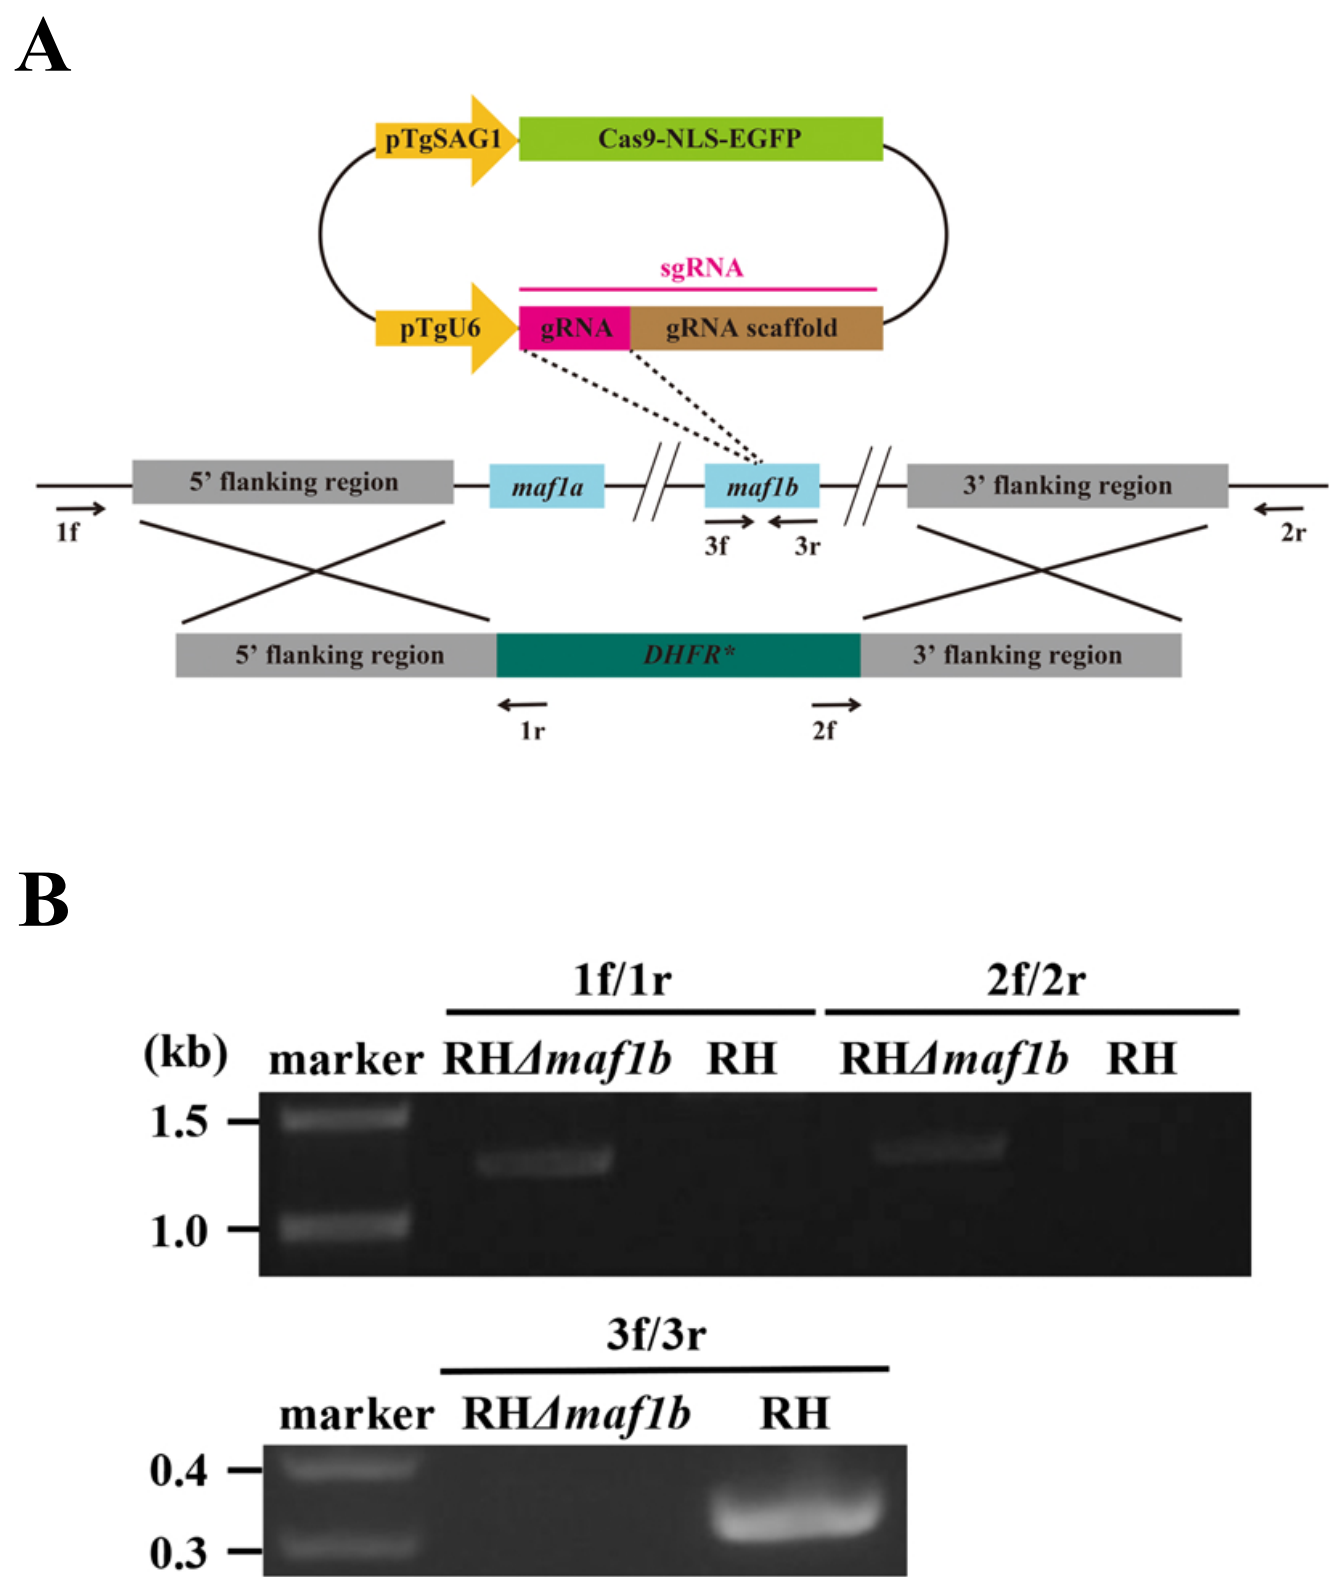 A
pTgSAG1 Cas9-NLS-EGFP
sgRNA
pTgU6 gRNA gRNA scaffold
5’ flanking region maf1a maf1b 3’ flanking region
1f 3f 3r 2r
5’ flanking region DHFR* 3’ flanking region
1r 2f
B
1f/1r 2f/2r
(kb) marker RHΔmaf1b RH RHΔmaf1b RH
1.5
1.0
3f/3r
marker RHΔmaf1b RH
0.4
0.3